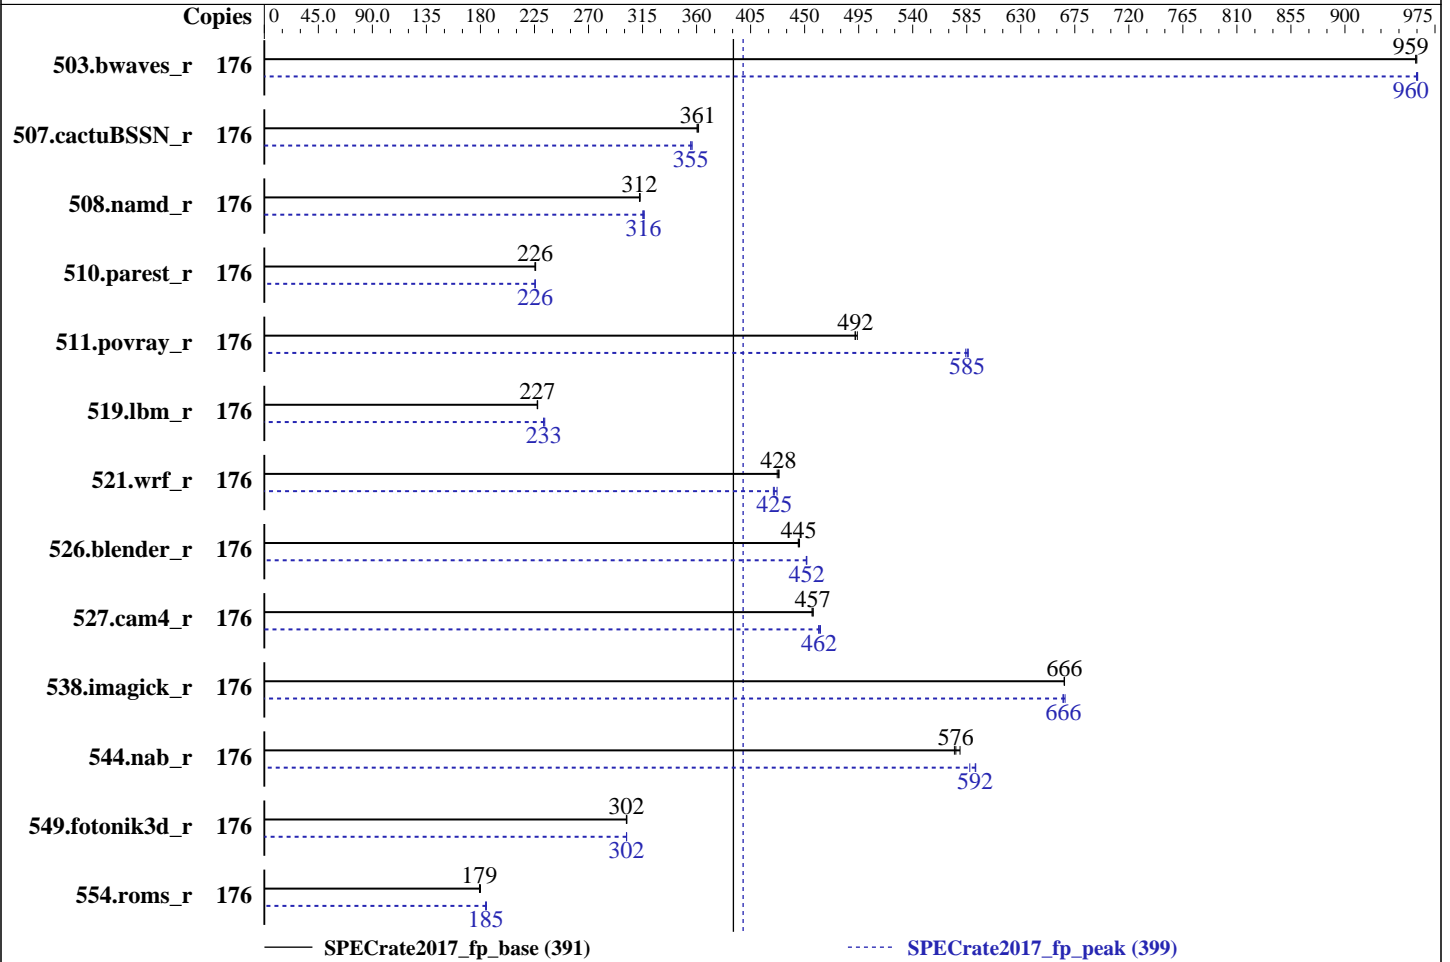 Copies 0 45.0 90.0 135 180 225 270 315 360 405 450 495 540 585 630 675 720 765 810 855 900 975
959
503.bwaves_r 176
960
361
507.cactuBSSN_r 176
355
312
508.namd_r 176
316
226
510.parest_r 176
226
492
511.povray_r 176
585
227
519.lbm_r 176
233
428
521.wrf_r 176
425
445
526.blender_r 176
452
457
527.cam4_r 176
462
666
538.imagick_r 176
666
576
544.nab_r 176
592
302
549.fotonik3d_r 176
302
179
554.roms_r 176
185
SPECrate2017_fp_base (391) SPECrate2017_fp_peak (399)